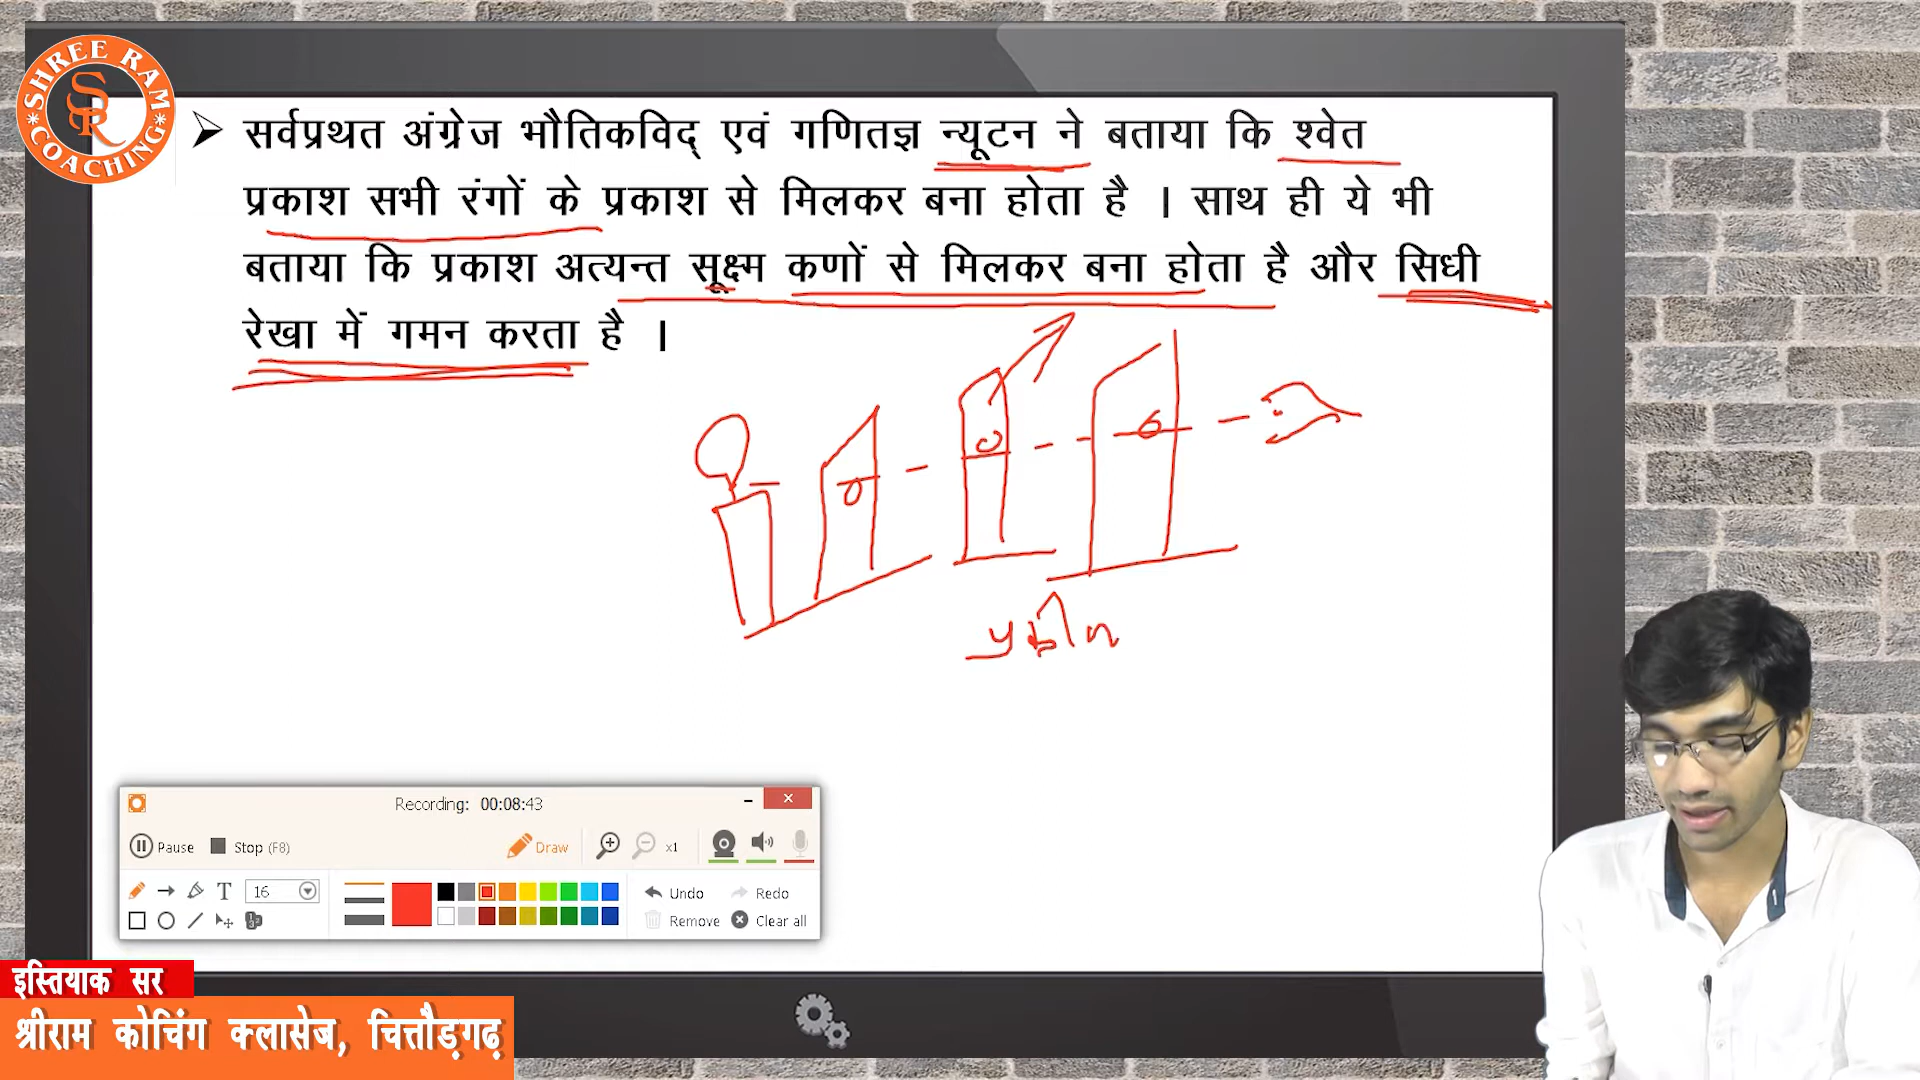 SHREE RAM
COACHING
SRC
➢ सर्वप्रथत अंग्रेज भौतिकविद् एवं गणितज्ञ न्यूटन ने बताया कि श्वेत
प्रकाश सभी रंगों के प्रकाश से मिलकर बना होता है । साथ ही ये भी
बताया कि प्रकाश अत्यन्त सूक्ष्म कणों से मिलकर बना होता है और सिधी
रेखा में गमन करता है ।
Recording: 00:08:43
Pause Stop (F8) Draw x1
T 16 Undo Redo
Remove Clear all
इस्तियाक सर
श्रीराम कोचिंग क्लासेज, चित्तौड़गढ़